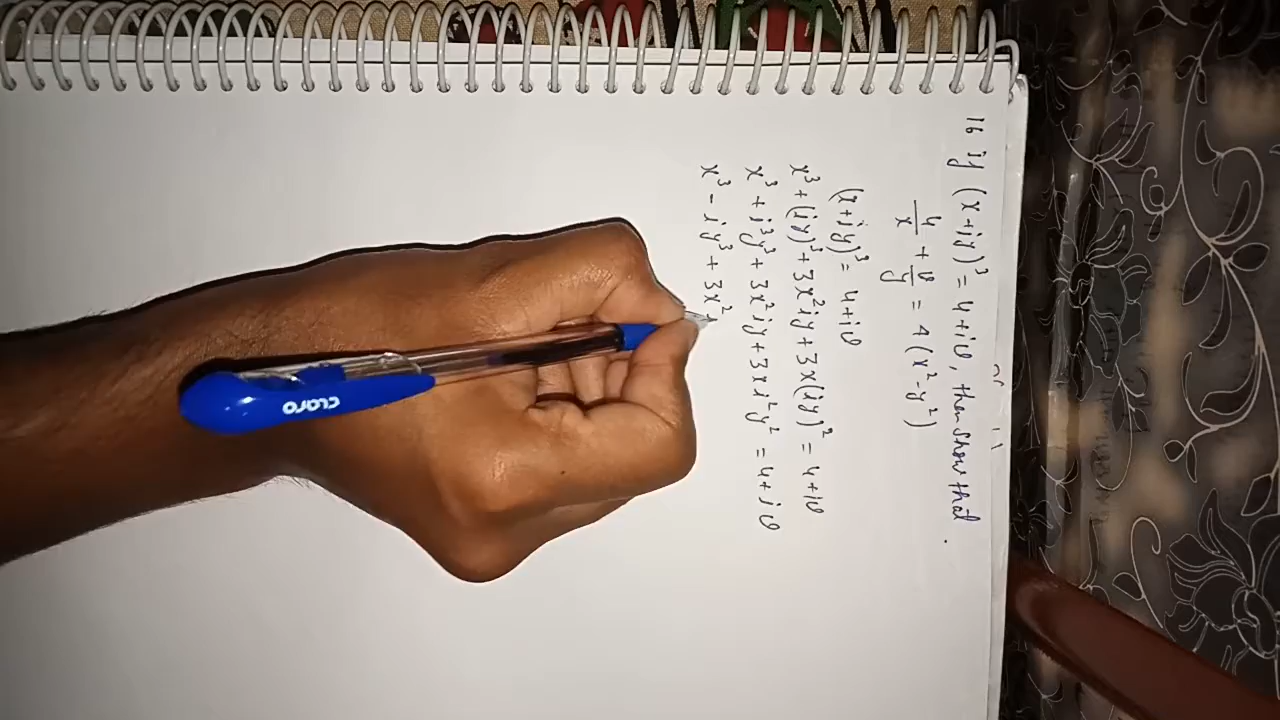 16 if (x+iy)³ = u+iv, then show that .
u/x + v/y = 4(x²-y²)
(x+iy)³ = u+iv
x³+(iy)³+3x²iy+3x(iy)² = u+iv
x³+i³y³+3x²iy+3xi²y² = u+iv
x³-iy³+3x²
claro